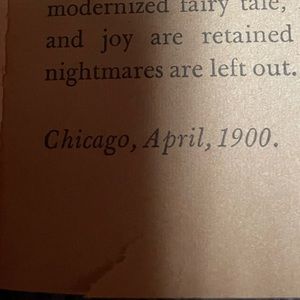 modernized fairy tale,
and joy are retained
nightmares are left out.
Chicago, April, 1900.